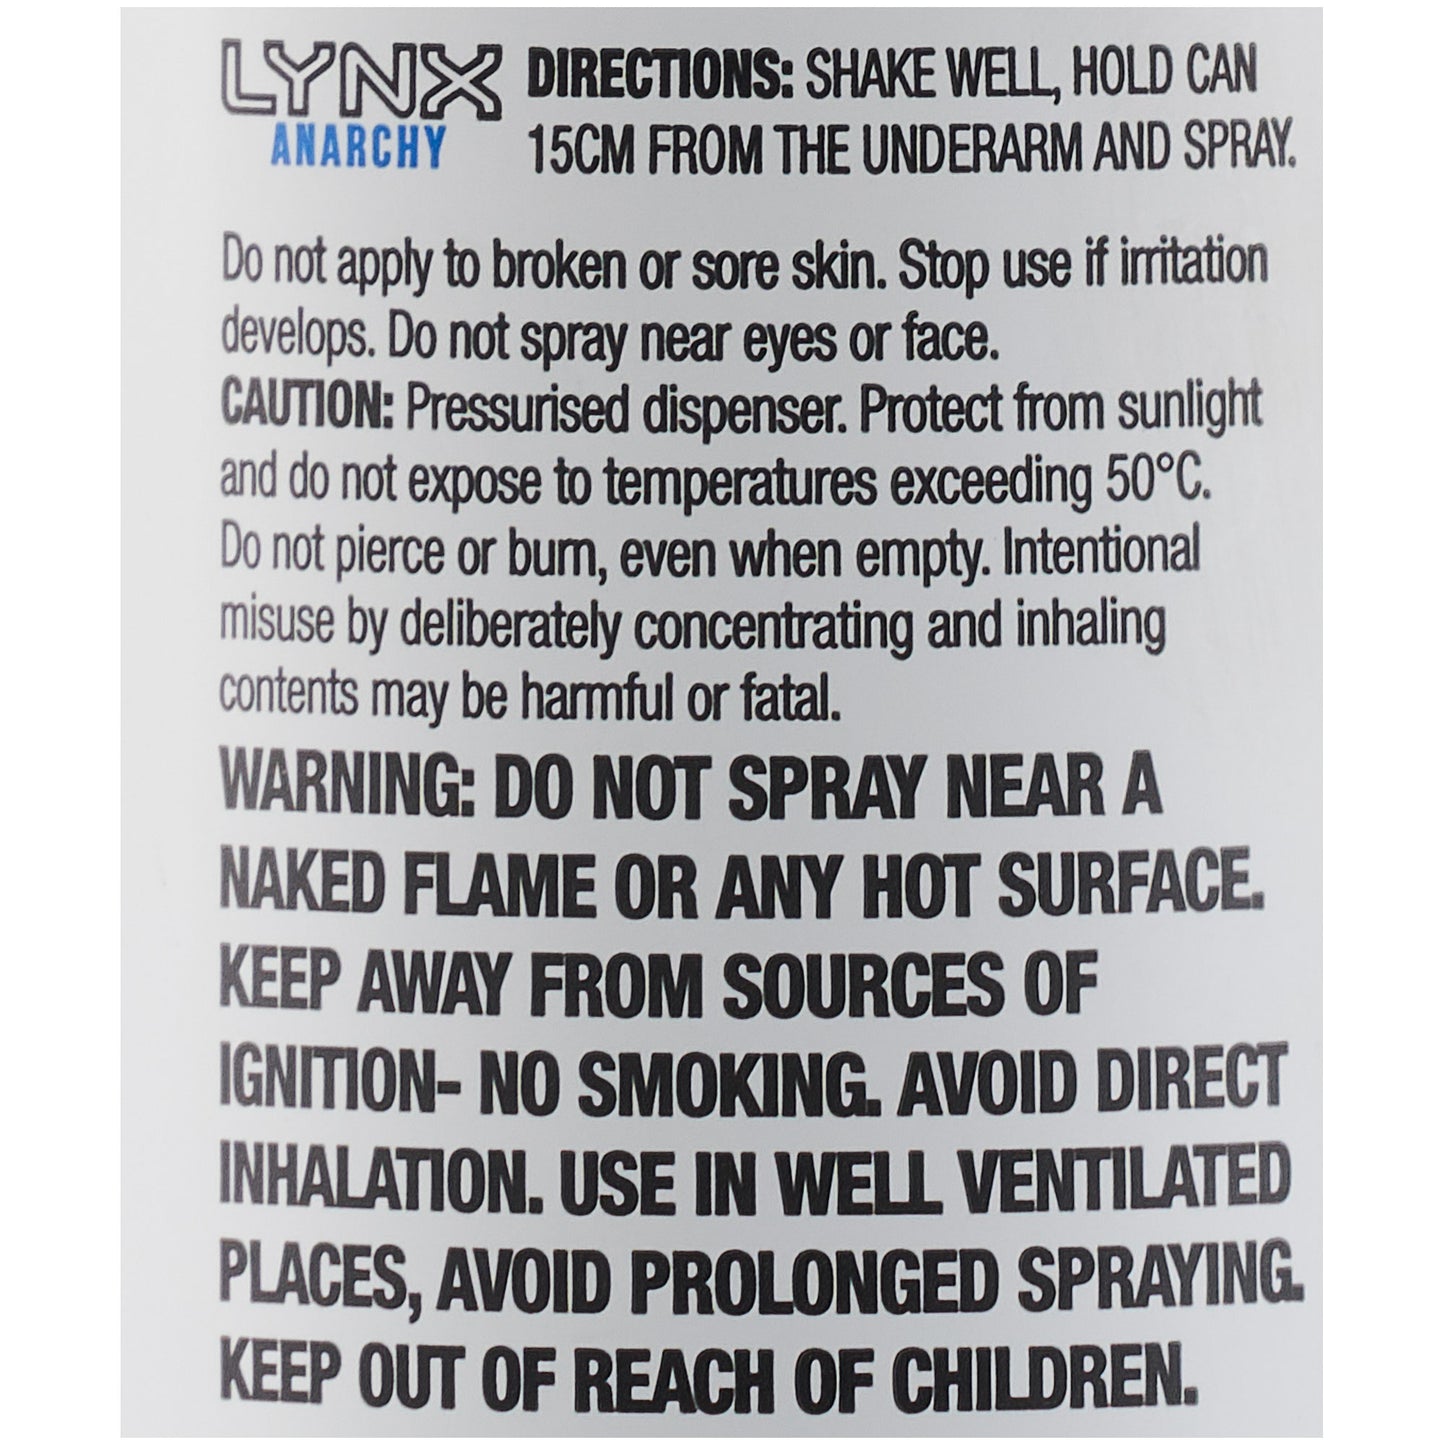 LYNX
ANARCHY
DIRECTIONS: SHAKE WELL, HOLD CAN
15CM FROM THE UNDERARM AND SPRAY.
Do not apply to broken or sore skin. Stop use if irritation
develops. Do not spray near eyes or face.
CAUTION: Pressurised dispenser. Protect from sunlight
and do not expose to temperatures exceeding 50°C.
Do not pierce or burn, even when empty. Intentional
misuse by deliberately concentrating and inhaling
contents may be harmful or fatal.
WARNING: DO NOT SPRAY NEAR A
NAKED FLAME OR ANY HOT SURFACE.
KEEP AWAY FROM SOURCES OF
IGNITION- NO SMOKING. AVOID DIRECT
INHALATION. USE IN WELL VENTILATED
PLACES, AVOID PROLONGED SPRAYING.
KEEP OUT OF REACH OF CHILDREN.